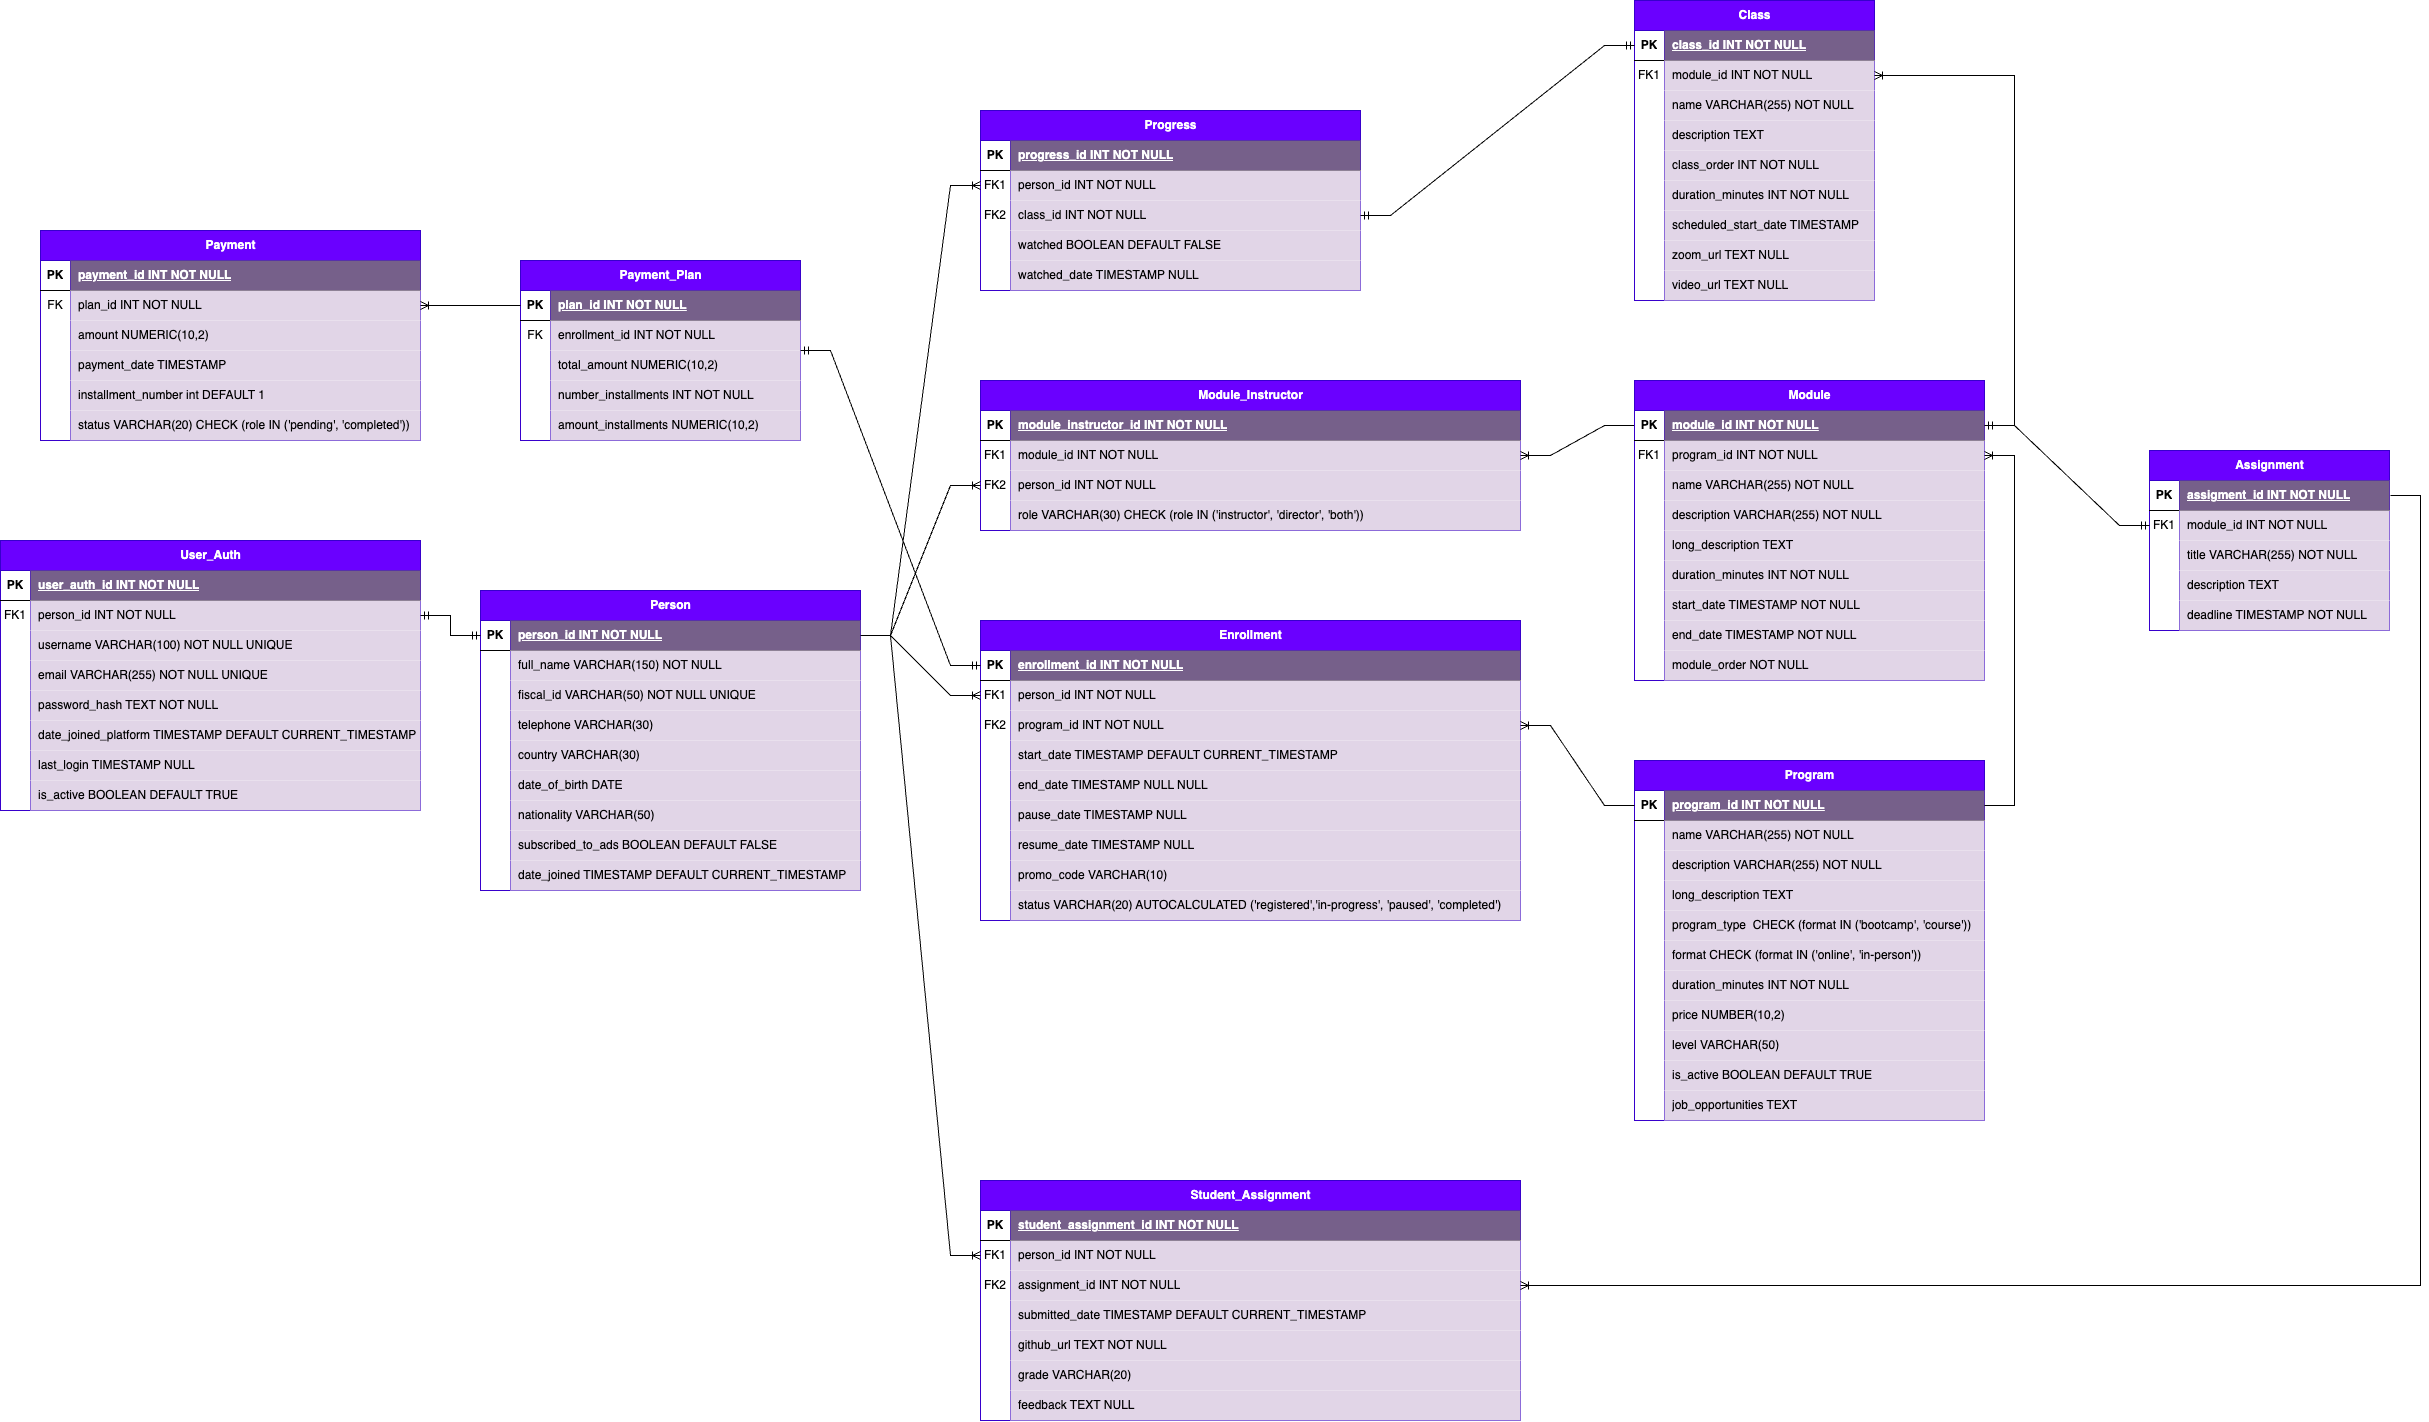 Class
PK class_id INT NOT NULL
FK1 module_id INT NOT NULL
name VARCHAR(255) NOT NULL
description TEXT
class_order INT NOT NULL
duration_minutes INT NOT NULL
scheduled_start_date TIMESTAMP
zoom_url TEXT NULL
video_url TEXT NULL
Progress
PK progress_id INT NOT NULL
FK1 person_id INT NOT NULL
FK2 class_id INT NOT NULL
watched BOOLEAN DEFAULT FALSE
watched_date TIMESTAMP NULL
Payment
PK payment_id INT NOT NULL
FK plan_id INT NOT NULL
amount NUMERIC(10,2)
payment_date TIMESTAMP
installment_number int DEFAULT 1
status VARCHAR(20) CHECK (role IN ('pending', 'completed'))
Payment_Plan
PK plan_id INT NOT NULL
FK enrollment_id INT NOT NULL
total_amount NUMERIC(10,2)
number_installments INT NOT NULL
amount_installments NUMERIC(10,2)
Module_Instructor
PK module_instructor_id INT NOT NULL
FK1 module_id INT NOT NULL
FK2 person_id INT NOT NULL
role VARCHAR(30) CHECK (role IN ('instructor', 'director', 'both'))
Module
PK module_id INT NOT NULL
FK1 program_id INT NOT NULL
name VARCHAR(255) NOT NULL
description VARCHAR(255) NOT NULL
long_description TEXT
duration_minutes INT NOT NULL
start_date TIMESTAMP NOT NULL
end_date TIMESTAMP NOT NULL
module_order NOT NULL
Assignment
PK assigment_id INT NOT NULL
FK1 module_id INT NOT NULL
title VARCHAR(255) NOT NULL
description TEXT
deadline TIMESTAMP NOT NULL
User_Auth
PK user_auth_id INT NOT NULL
FK1 person_id INT NOT NULL
username VARCHAR(100) NOT NULL UNIQUE
email VARCHAR(255) NOT NULL UNIQUE
password_hash TEXT NOT NULL
date_joined_platform TIMESTAMP DEFAULT CURRENT_TIMESTAMP
last_login TIMESTAMP NULL
is_active BOOLEAN DEFAULT TRUE
Person
PK person_id INT NOT NULL
full_name VARCHAR(150) NOT NULL
fiscal_id VARCHAR(50) NOT NULL UNIQUE
telephone VARCHAR(30)
country VARCHAR(30)
date_of_birth DATE
nationality VARCHAR(50)
subscribed_to_ads BOOLEAN DEFAULT FALSE
date_joined TIMESTAMP DEFAULT CURRENT_TIMESTAMP
Enrollment
PK enrollment_id INT NOT NULL
FK1 person_id INT NOT NULL
FK2 program_id INT NOT NULL
start_date TIMESTAMP DEFAULT CURRENT_TIMESTAMP
end_date TIMESTAMP NULL NULL
pause_date TIMESTAMP NULL
resume_date TIMESTAMP NULL
promo_code VARCHAR(10)
status VARCHAR(20) AUTOCALCULATED ('registered','in-progress', 'paused', 'completed')
Program
PK program_id INT NOT NULL
name VARCHAR(255) NOT NULL
description VARCHAR(255) NOT NULL
long_description TEXT
program_type CHECK (format IN ('bootcamp', 'course'))
format CHECK (format IN ('online', 'in-person'))
duration_minutes INT NOT NULL
price NUMBER(10,2)
level VARCHAR(50)
is_active BOOLEAN DEFAULT TRUE
job_opportunities TEXT
Student_Assignment
PK student_assignment_id INT NOT NULL
FK1 person_id INT NOT NULL
FK2 assignment_id INT NOT NULL
submitted_date TIMESTAMP DEFAULT CURRENT_TIMESTAMP
github_url TEXT NOT NULL
grade VARCHAR(20)
feedback TEXT NULL